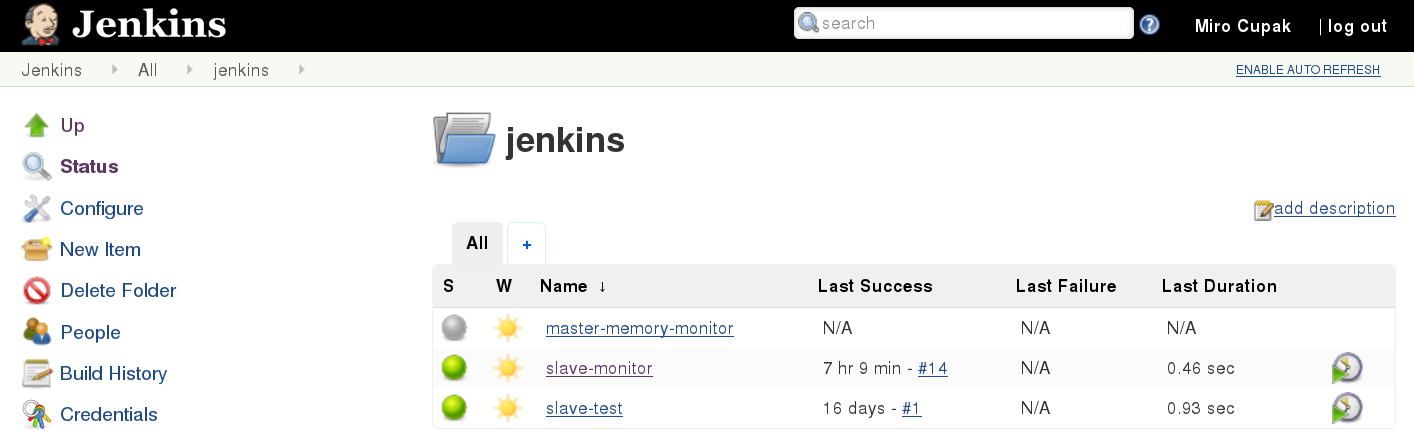 Jenkins
search
Miro Cupak | log out
Jenkins All jenkins
ENABLE AUTO REFRESH
Up
Status
Configure
New Item
Delete Folder
People
Build History
Credentials
jenkins
add description
All +
S W Name ↓ Last Success Last Failure Last Duration
master-memory-monitor N/A N/A N/A
slave-monitor 7 hr 9 min - #14 N/A 0.46 sec
slave-test 16 days - #1 N/A 0.93 sec